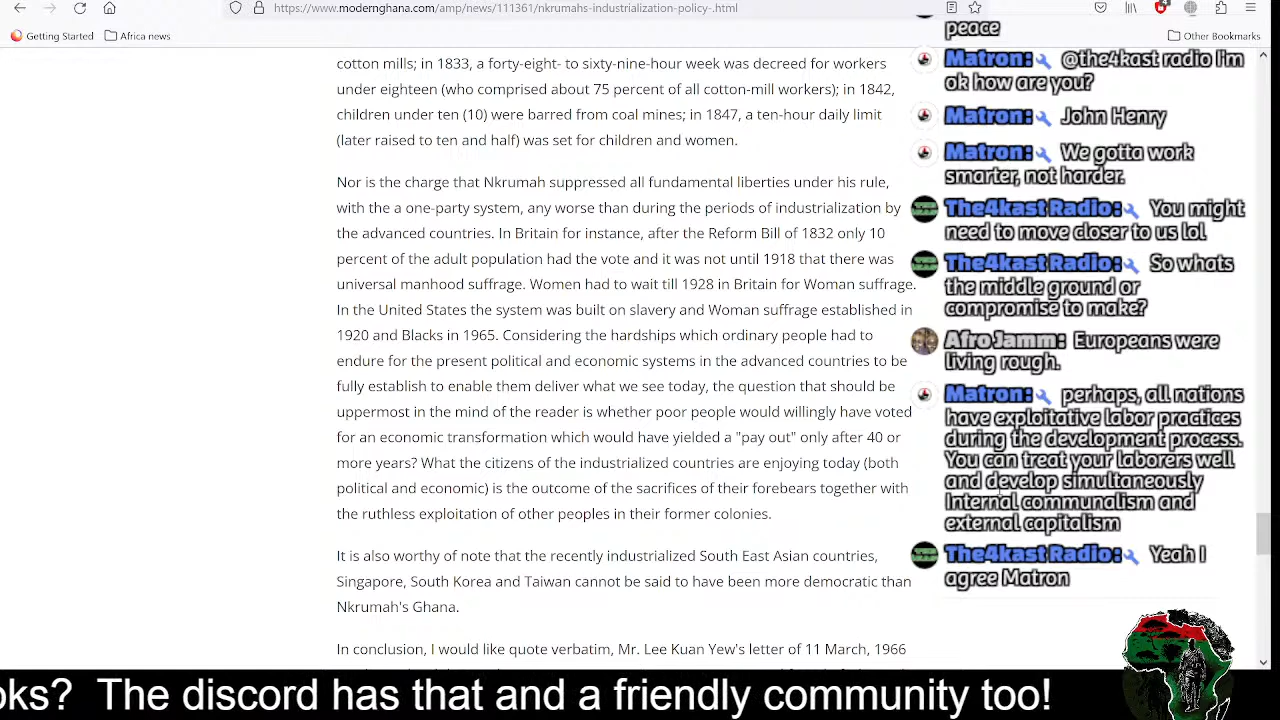 https://www.modernghana.com/amp/news/111361/nkrumahs-industrialization-policy-.html
Getting Started
Africa news
Other Bookmarks
cotton mills; in 1833, a forty-eight- to sixty-nine-hour week was decreed for workers
under eighteen (who comprised about 75 percent of all cotton-mill workers); in 1842,
children under ten (10) were barred from coal mines; in 1847, a ten-hour daily limit
(later raised to ten and half) was set for children and women.
Nor is the charge that Nkrumah suppressed all fundamental liberties under his rule,
with the a one-party system, any worse than during the periods of industrialization by
the advenced countries. In Britain for instance, after the Reform Bill of 1832 only 10
percent of the adult population had the vote and it was not until 1918 that there was
universal manhood suffrage. Women had to wait till 1928 in Britain for Woman suffrage.
In the United States the system was built on slavery and Woman suffrage established in
1920 and Blacks in 1965. Considering the hardships which ordinary people had to
endure for the present political and economic systems in the advanced countries to be
fully establish to enable them deliver what we see today, the question that should be
uppermost in the mind of the reader is whether poor people would willingly have voted
for an economic transformation which would have yielded a "pay out" only after 40 or
more years? What the citizens of the industrialized countries are enjoying today (both
political and economic) is the outcome of the sacrifices of their forebears together with
the ruthless exploitation of other peoples in their former colonies.
It is also worthy of note that the recently industrialized South East Asian countries,
Singapore, South Korea and Taiwan cannot be said to have been more democratic than
Nkrumah's Ghana.
In conclusion, I would like quote verbatim, Mr. Lee Kuan Yew's letter of 11 March, 1966
peace
Matron: @the4kast radio I'm
ok how are you?
Matron: John Henry
Matron: We gotta work
smarter, not harder.
The4kast Radio: You might
need to move closer to us lol
The4kast Radio: So whats
the middle ground or
compromise to make?
Afro Jamm: Europeans were
living rough.
Matron: perhaps, all nations
have exploitative labor practices
during the development process.
You can treat your laborers well
and develop simultaneously
Internal communalism and
external capitalism
The4kast Radio: Yeah I
agree Matron
oks? The discord has that and a friendly community too!